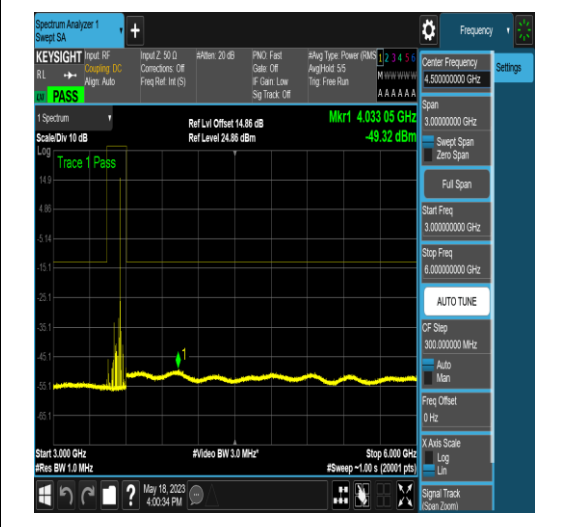 Spectrum Analyzer 1
Swept SA
Frequency
KEYSIGHT
RL
Input: RF
Coupling: DC
Align: Auto
Input Z: 50 Ω
Corrections: Off
Freq Ref: Int (S)
#Atten: 20 dB
PNO: Fast
Gate: Off
IF Gain: Low
Sig Track: Off
#Avg Type: Power (RMS
Avg|Hold: 5/5
Trig: Free Run
1 2 3 4 5 6
M w w w w w
A A A A A A
PASS
1 Spectrum
Scale/Div 10 dB
Ref Lvl Offset 14.86 dB
Ref Level 24.86 dBm
Mkr1 4.033 05 GHz
-49.32 dBm
Log
Trace 1 Pass
14.9
4.86
-5.14
-15.1
-25.1
-35.1
-45.1
-55.1
-65.1
1
Start 3.000 GHz
#Res BW 1.0 MHz
#Video BW 3.0 MHz*
Stop 6.000 GHz
#Sweep ~1.00 s (20001 pts)
May 18, 2023
4:00:34 PM
Center Frequency
4.500000000 GHz
Settings
Span
3.00000000 GHz
Swept Span
Zero Span
Full Span
Start Freq
3.000000000 GHz
Stop Freq
6.000000000 GHz
AUTO TUNE
CF Step
300.000000 MHz
Auto
Man
Freq Offset
0 Hz
X Axis Scale
Log
Lin
Signal Track
(Span Zoom)